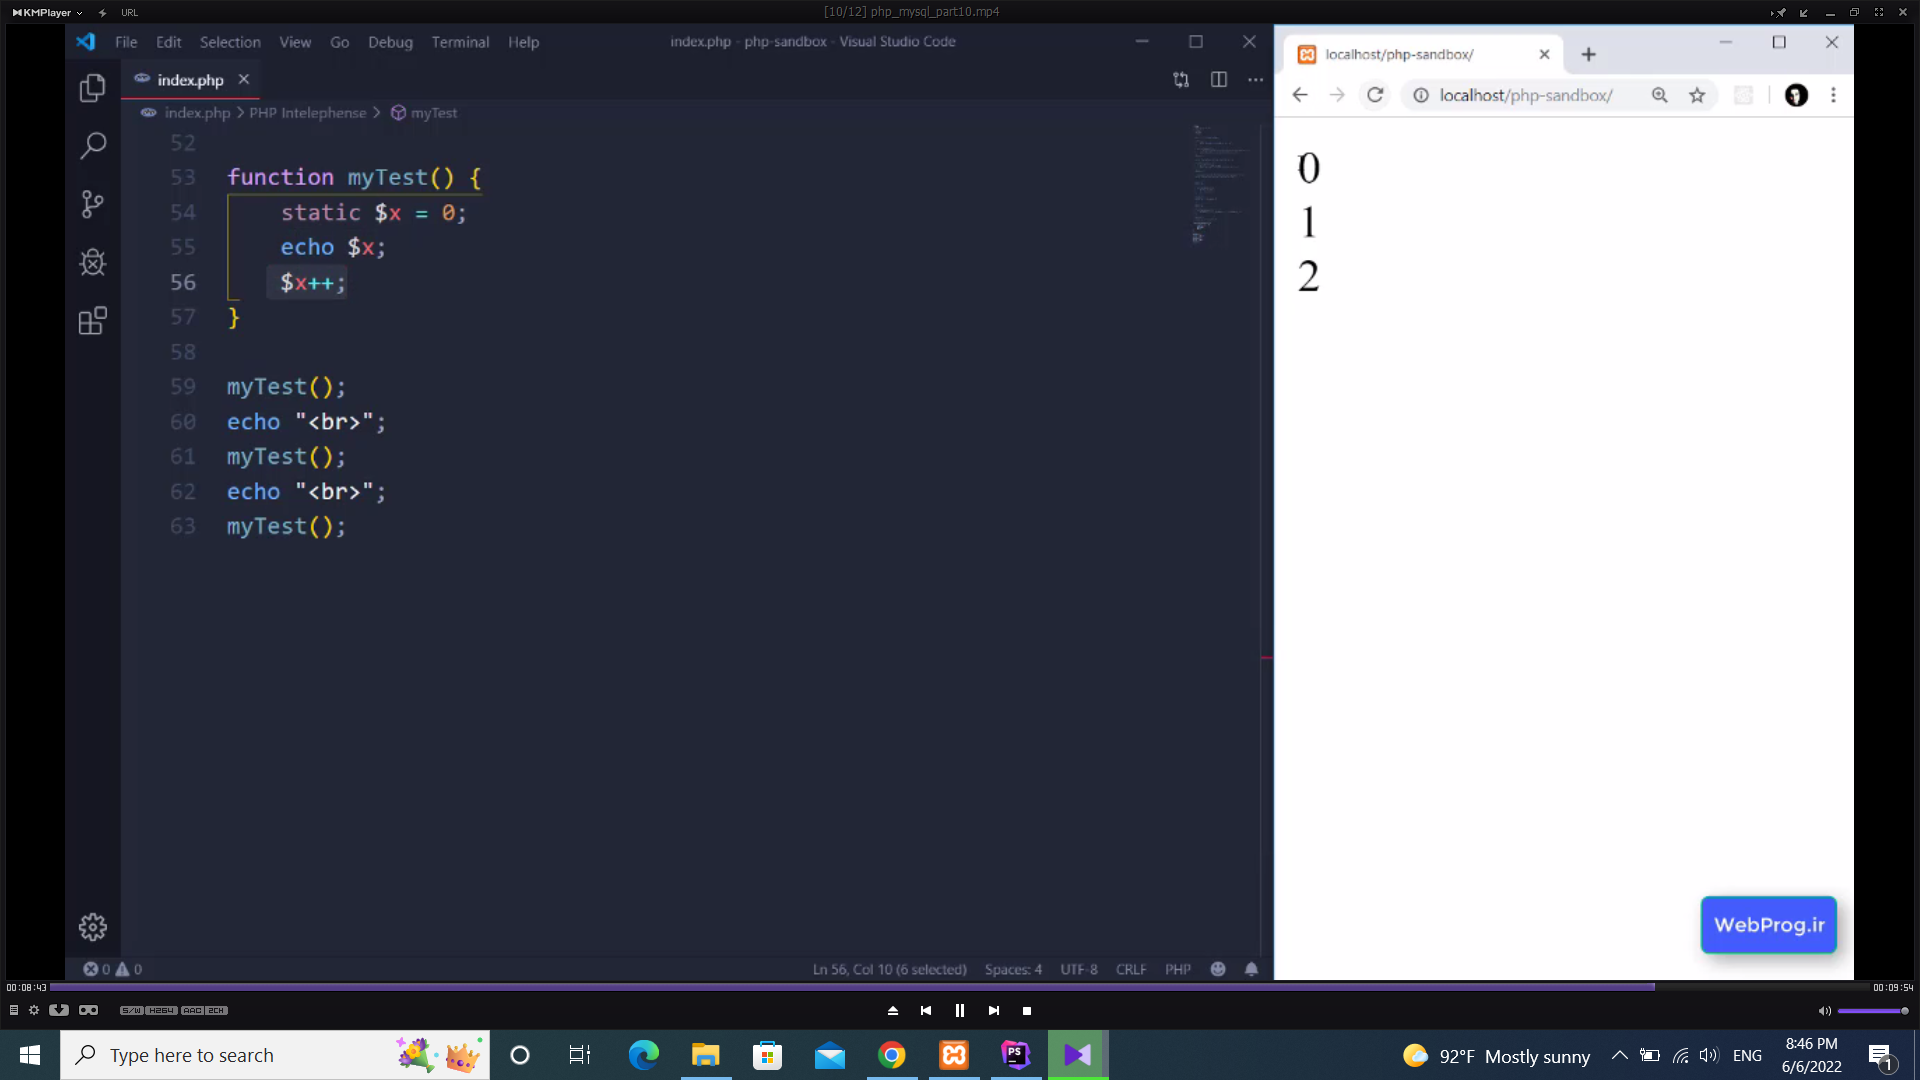 KMPlayer URL [10/12] php_mysql_part10.mp4
File Edit Selection View Go Debug Terminal Help index.php - php-sandbox - Visual Studio Code
index.php
index.php > PHP Intelephense > myTest
52
53 function myTest() {
54 static $x = 0;
55 echo $x;
56 $x++;
57 }
58
59 myTest();
60 echo "<br>";
61 myTest();
62 echo "<br>";
63 myTest();
0 0 Ln 56, Col 10 (6 selected) Spaces: 4 UTF-8 CRLF PHP
localhost/php-sandbox/
localhost/php-sandbox/
0
1
2
WebProg.ir
00:08:43 00:09:54
S/W H264 AAC 2CH
Type here to search
PS
92°F Mostly sunny ENG
8:46 PM
6/6/2022
1